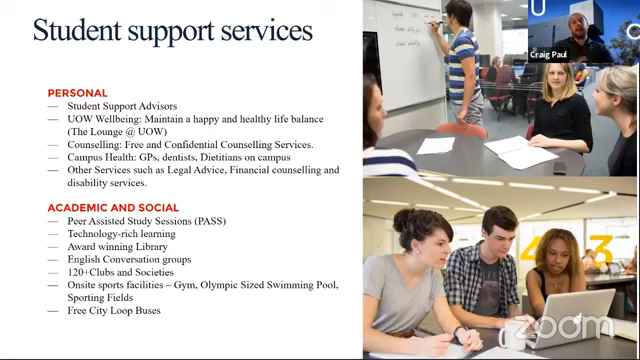 Student support services
PERSONAL
— Student Support Advisors
— UOW Wellbeing: Maintain a happy and healthy life balance
(The Lounge @ UOW)
— Counselling: Free and Confidential Counselling Services.
— Campus Health: GPs, dentists, Dietitians on campus
— Other Services such as Legal Advice, Financial counselling and
disability services.
ACADEMIC AND SOCIAL
— Peer Assisted Study Sessions (PASS)
— Technology-rich learning
— Award winning Library
— English Conversation groups
— 120+Clubs and Societies
— Onsite sports facilities – Gym, Olympic Sized Swimming Pool,
Sporting Fields
— Free City Loop Buses
U O
Craig Paul
4 3
zoom